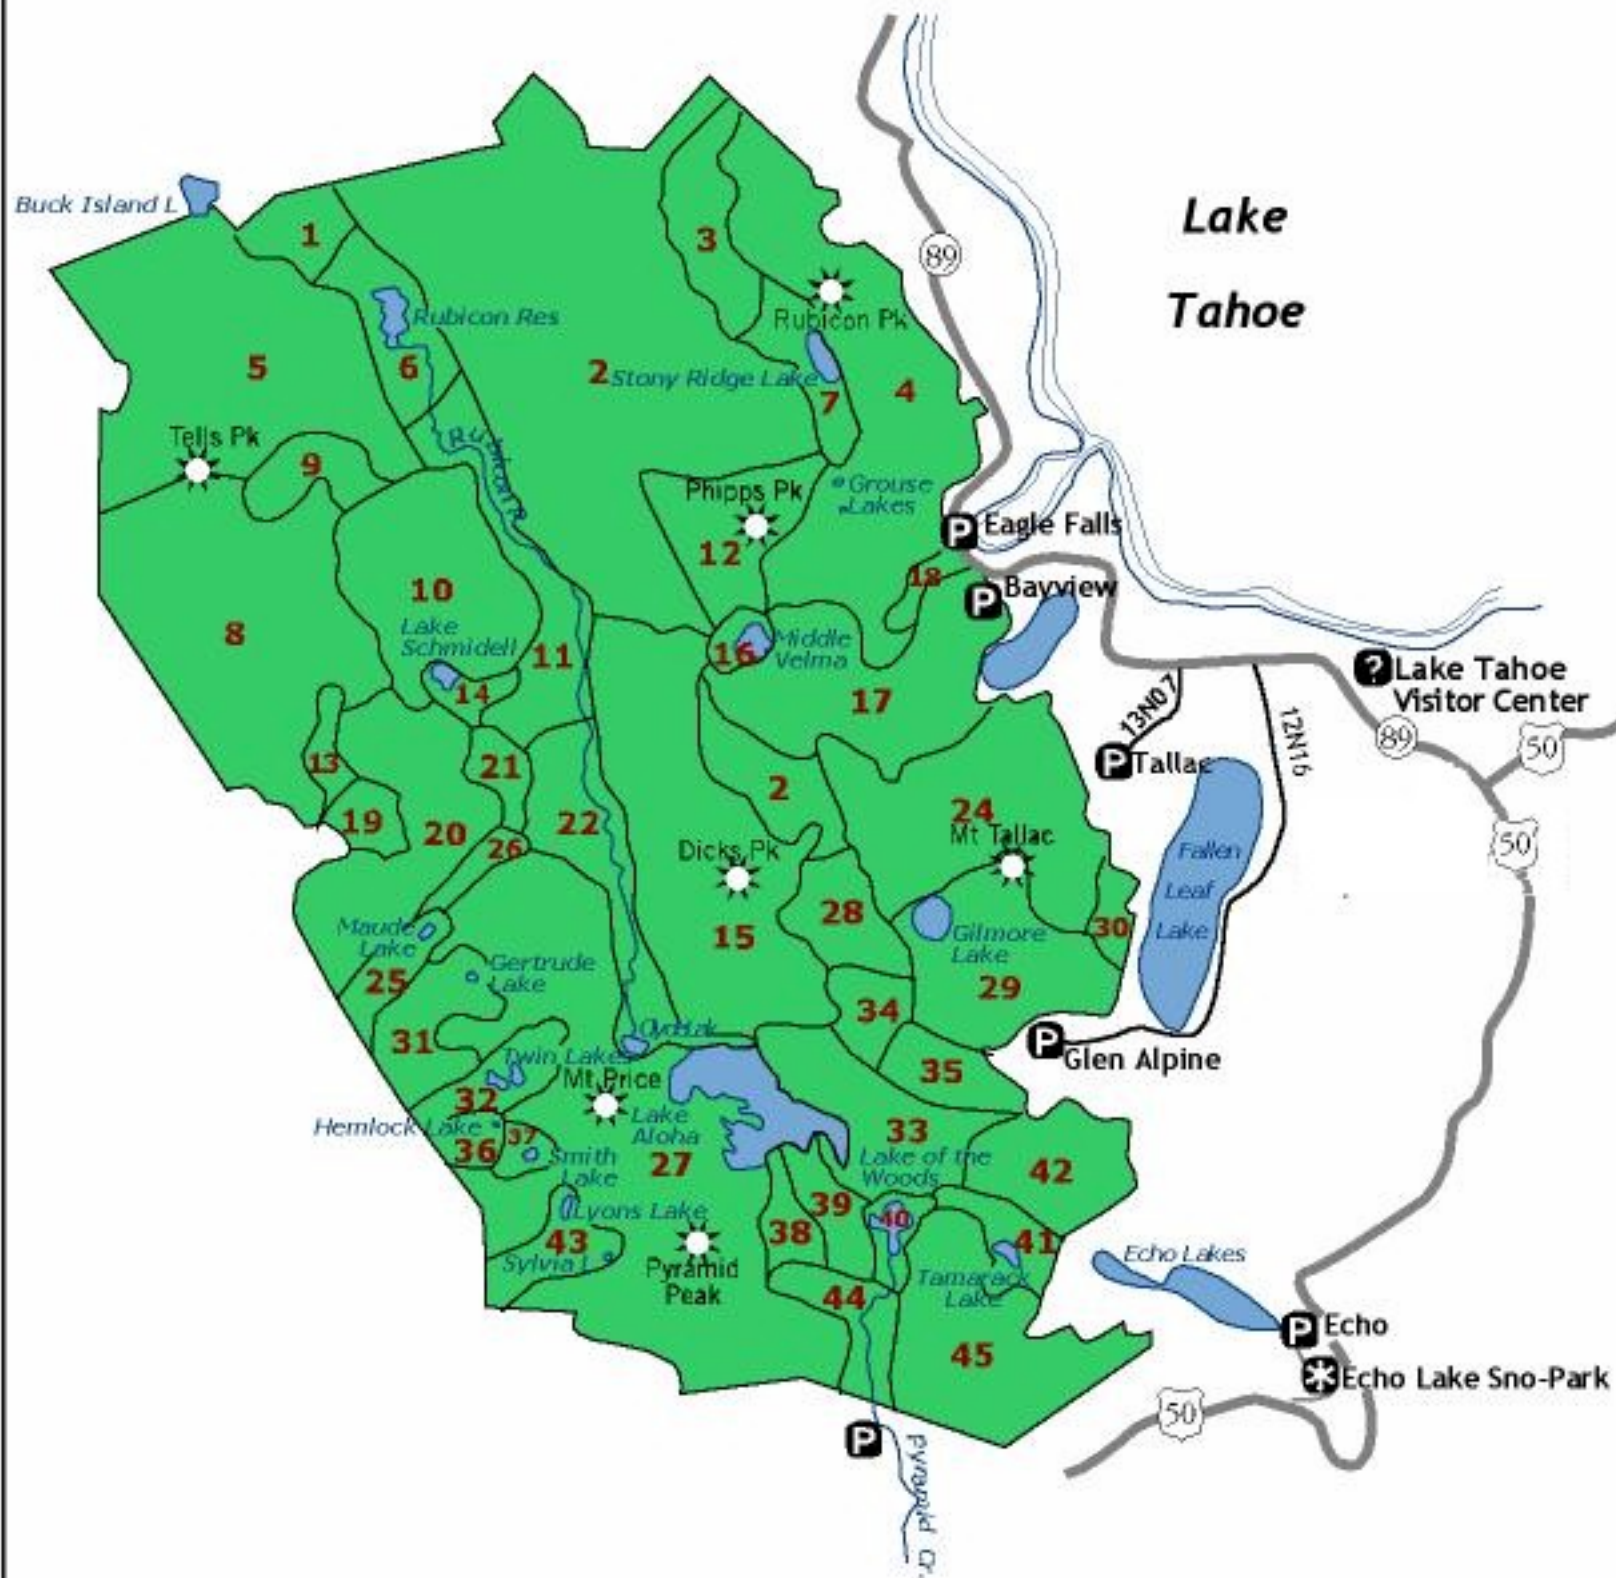 Buck Island L
1
Lake
Tahoe
89
3
Rubicon Res
Rubicon Pk
5
6
2
Stony Ridge Lake
7
4
Tells Pk
9
Rubicon R
Phipps Pk
Grouse
Lakes
P
Eagle Falls
12
18
P
Bayview
10
8
Lake
Schmidell
11
14
16
Middle
Velma
17
?
Lake Tahoe
Visitor Center
13N07
12N16
P
Tallac
89
50
50
13
21
2
24
Mt Tallac
19
20
22
26
Dicks Pk
Fallen
Leaf
Lake
28
15
30
Maude
Lake
Gilmore
Lake
25
Gertrude
Lake
29
34
31
P
Glen Alpine
35
Twin Lakes
Mt Price
32
Lake
Aloha
33
Hemlock Lake
37
36
Smith
Lake
27
Lake of the
Woods
42
39
Lyons Lake
40
38
43
41
Sylvia L
Pyramid
Peak
Tamarack
Lake
44
Echo Lakes
45
P
Echo
Echo Lake Sno-Park
50
P
Pyramid Cr.